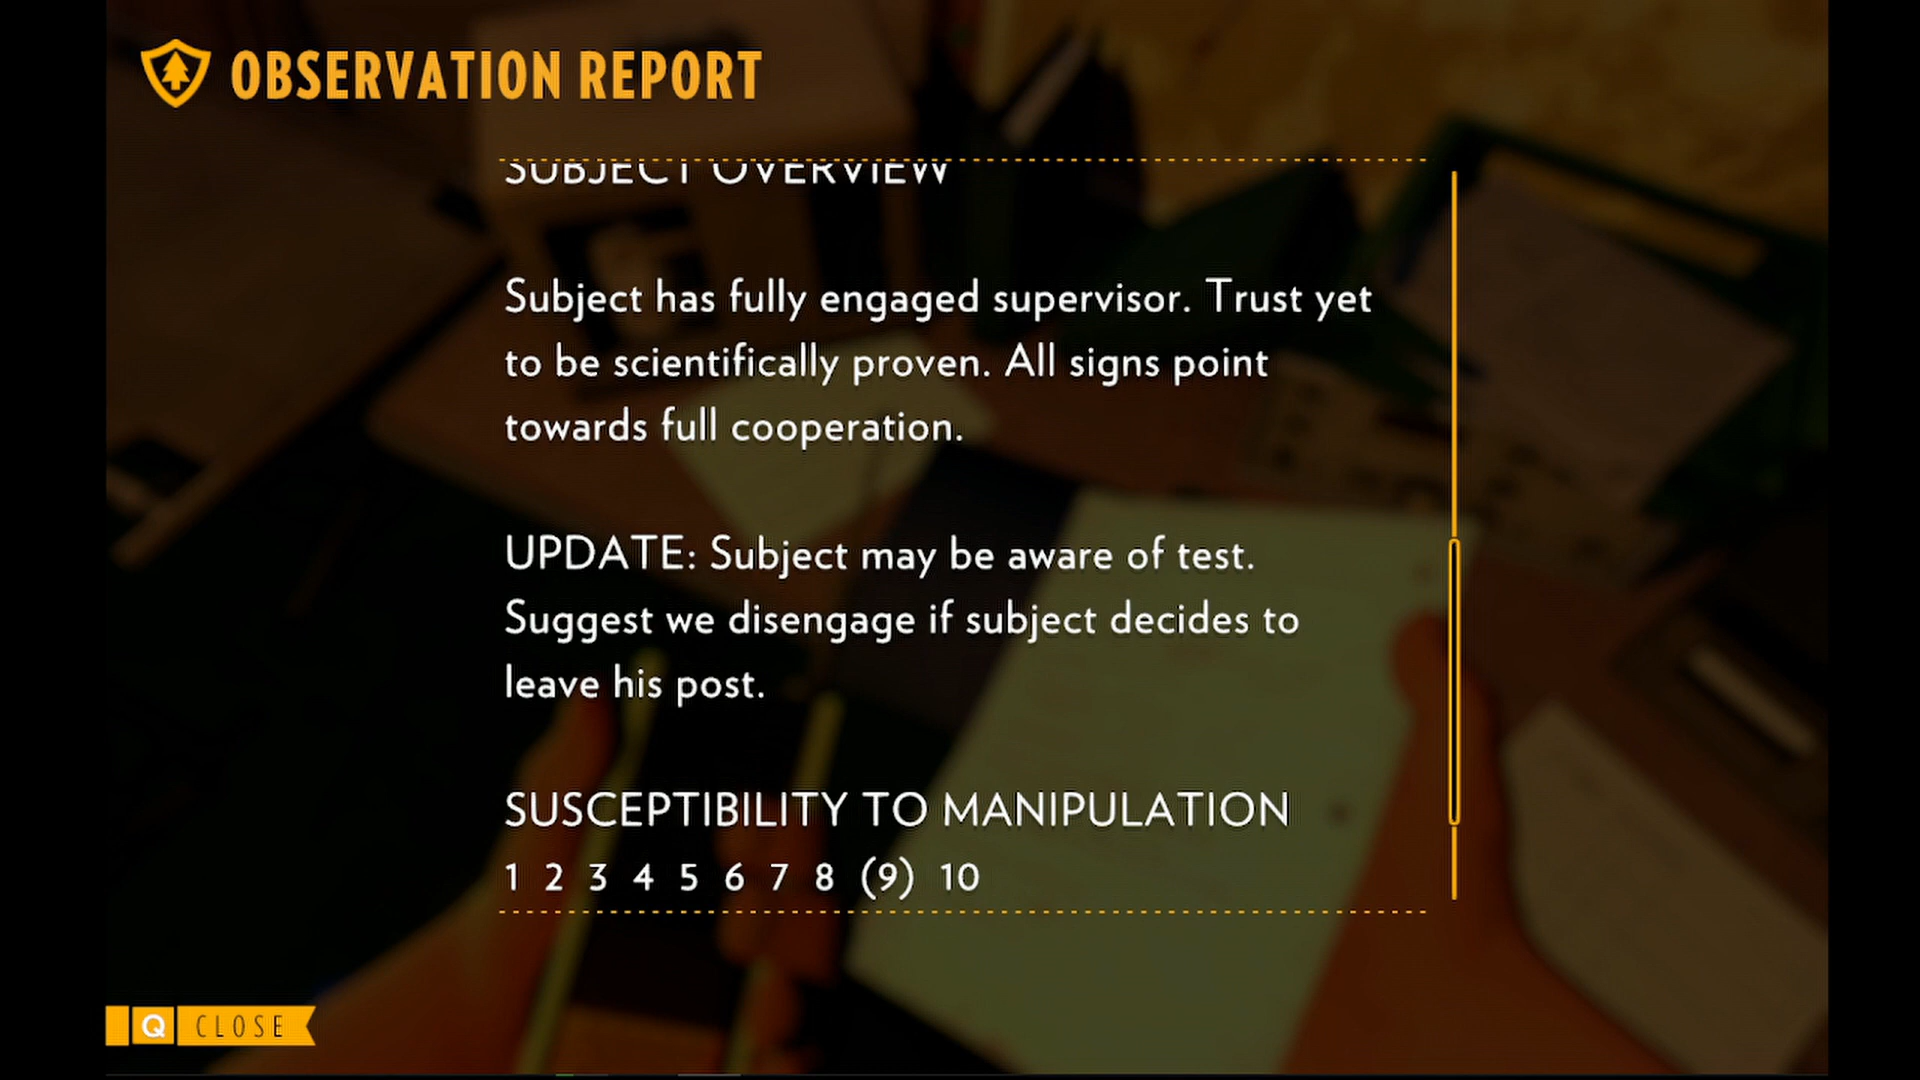 OBSERVATION REPORT
SUBJECT OVERVIEW
Subject has fully engaged supervisor. Trust yet
to be scientifically proven. All signs point
towards full cooperation.
UPDATE: Subject may be aware of test.
Suggest we disengage if subject decides to
leave his post.
SUSCEPTIBILITY TO MANIPULATION
1 2 3 4 5 6 7 8 (9) 10
Q CLOSE